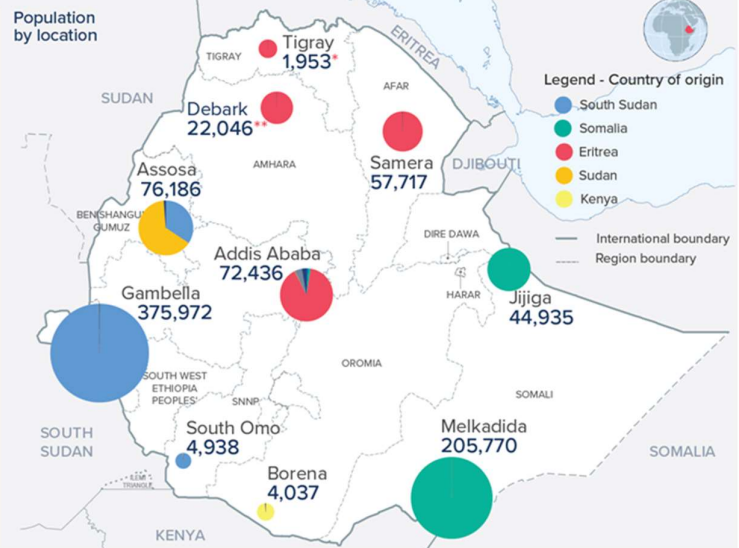 Population
by location
Tigray
1,953*
TIGRAY
ERITREA
AFAR
Legend - Country of origin
SUDAN
Debark
22,046**
South Sudan
Somalia
Eritrea
Sudan
Kenya
Samera
57,717
DJIBOUTI
AMHARA
Assosa
76,186
BENISHANGU
GUMUZ
DIRE DAWA
International boundary
Region boundary
Addis Ababa
72,436
HARAR
Jijiga
44,935
Gambella
375,972
OROMIA
SOUTH WEST
ETHIOPIA
PEOPLES'
SNNP
SOMALI
South Omo
4,938
Melkadida
205,770
SOUTH
SUDAN
SOMALIA
Borena
4,037
ILEMI
TRIANGLE
KENYA